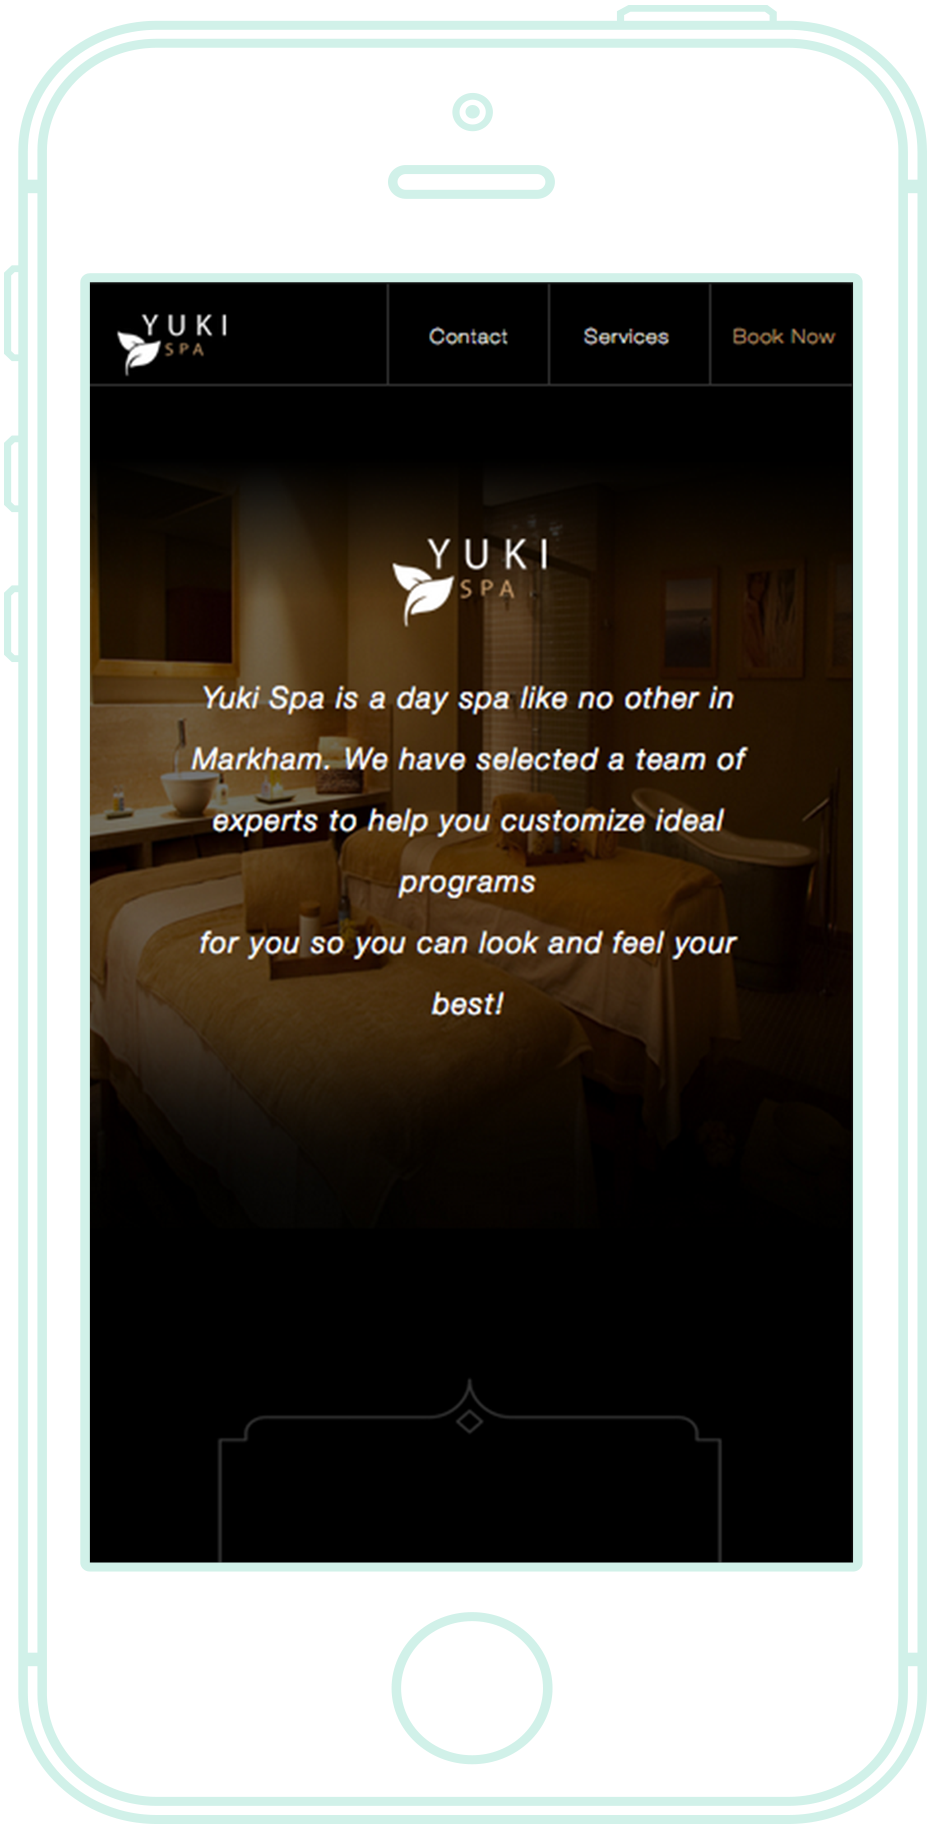 YUKI
SPA
Contact
Services
Book Now
YUKI
SPA
Yuki Spa is a day spa like no other in
Markham. We have selected a team of
experts to help you customize ideal
programs
for you so you can look and feel your
best!